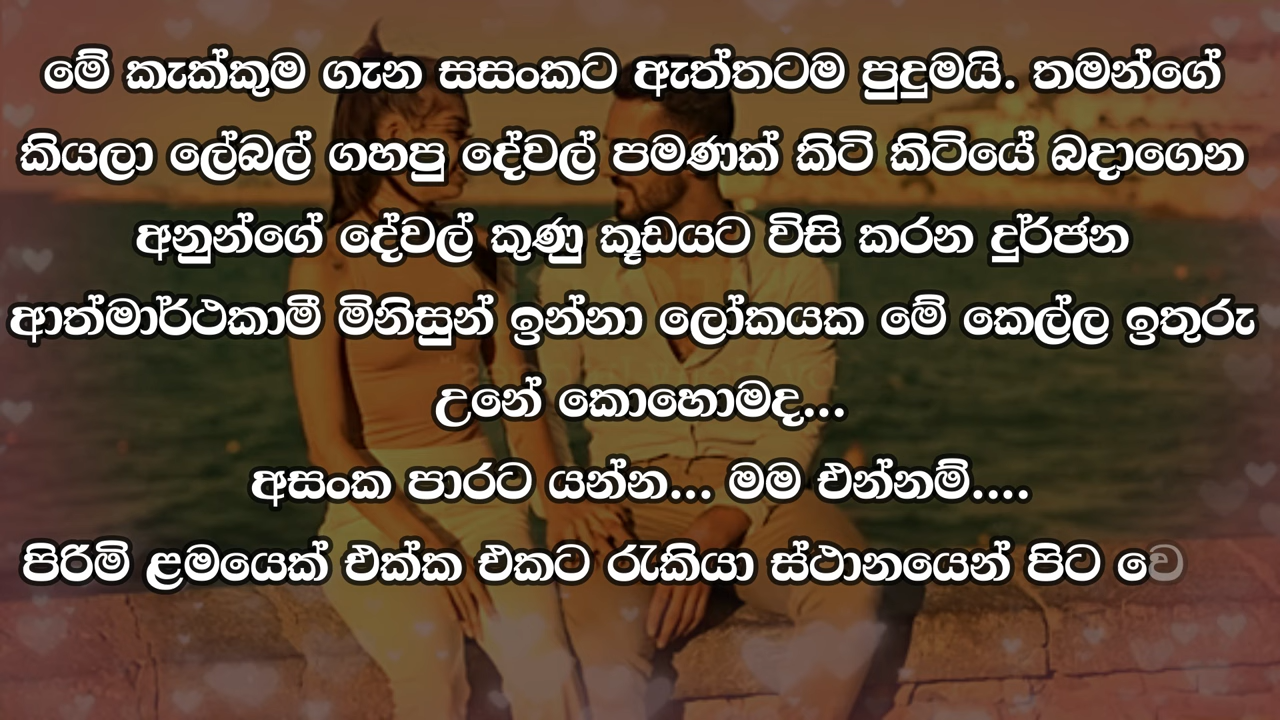 මේ කැක්කුම ගැන සසංකට ඇත්තටම පුදුමයි. තමන්ගේ
කියලා ලේබල් ගහපු දේවල් පමණක් කිටි කිටියේ බදාගෙන
අනුන්ගේ දේවල් කුණු කූඩයට විසි කරන දුර්ජන
ආත්මාර්ථකාමී මිනිසුන් ඉන්නා ලෝකයක මේ කෙල්ල ඉතුරු
උනේ කොහොමද...
අසංක පාරට යන්න... මම එන්නම්....
පිරිමි ළමයෙක් එක්ක එකට රැකියා ස්ථානයෙන් පිට වෙ